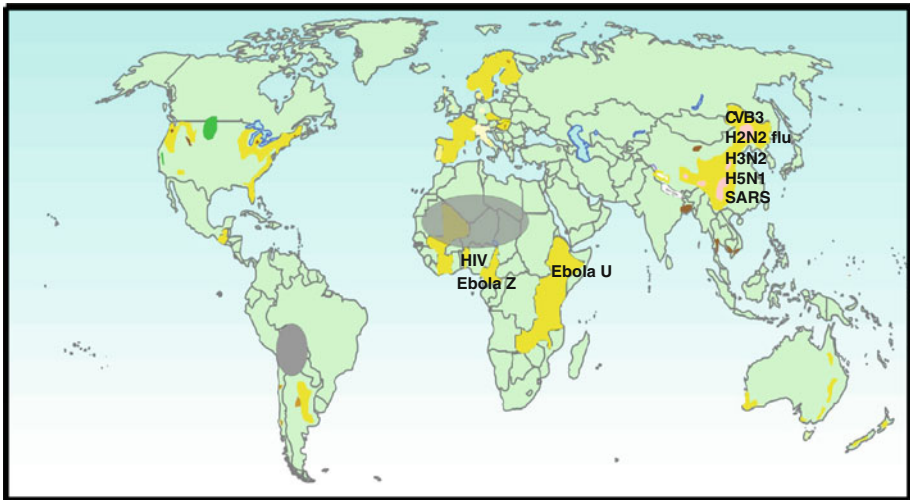 CVB3
H2N2 flu
H3N2
H5N1
SARS
HIV
Ebola Z
Ebola U